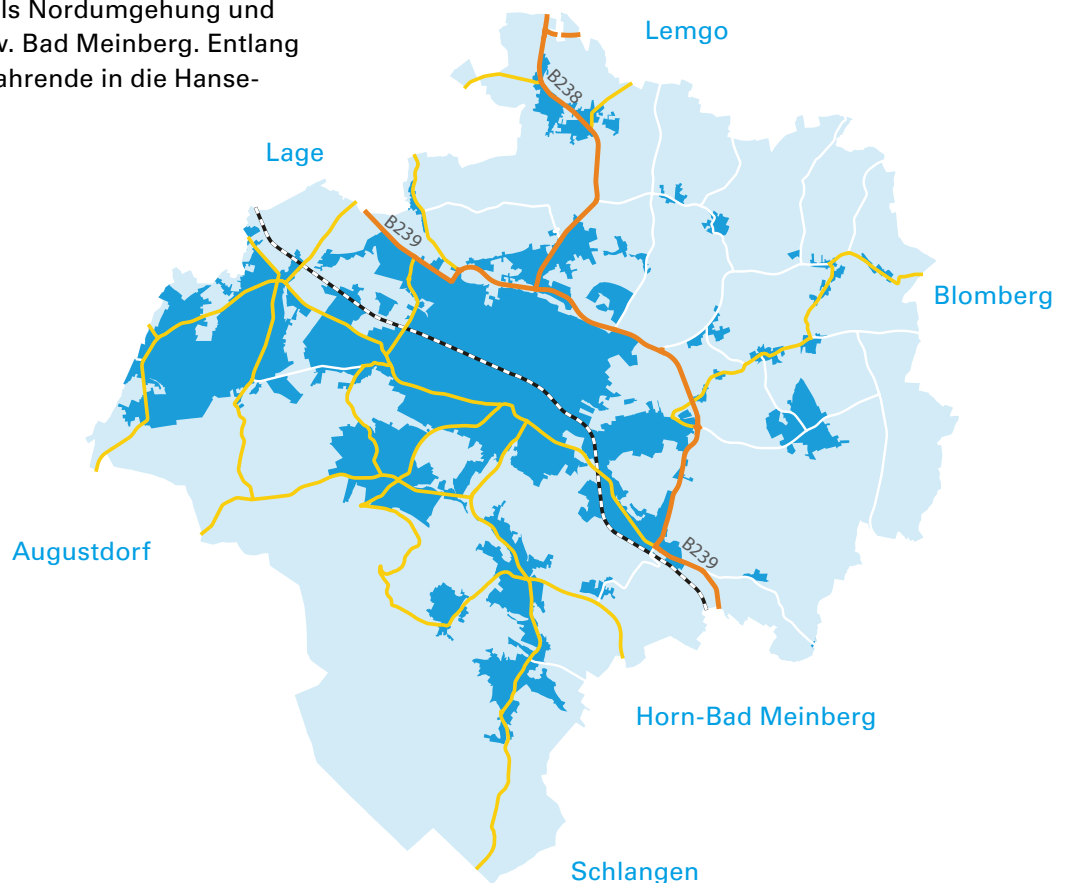 ls Nordumgehung und
v. Bad Meinberg. Entlang
ahrende in die Hanse-
Lemgo
B238
Lage
B239
Blomberg
Augustdorf
B239
Horn-Bad Meinberg
Schlangen